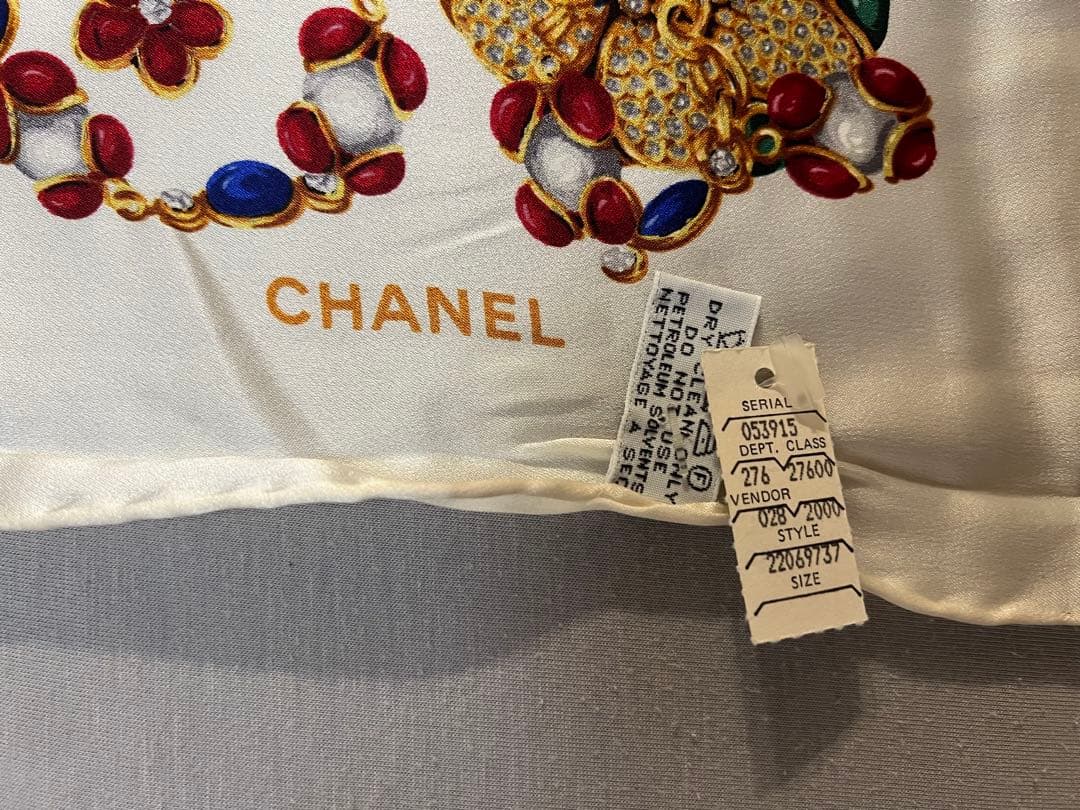 CHANEL
DRY CLEAN ONLY
DO NOT USE
PETROLEUM SOLVENTS
NETTOYAGE A SEC
SERIAL
053915
DEPT. CLASS
276 27600
VENDOR
028 2000
STYLE
22069737
SIZE